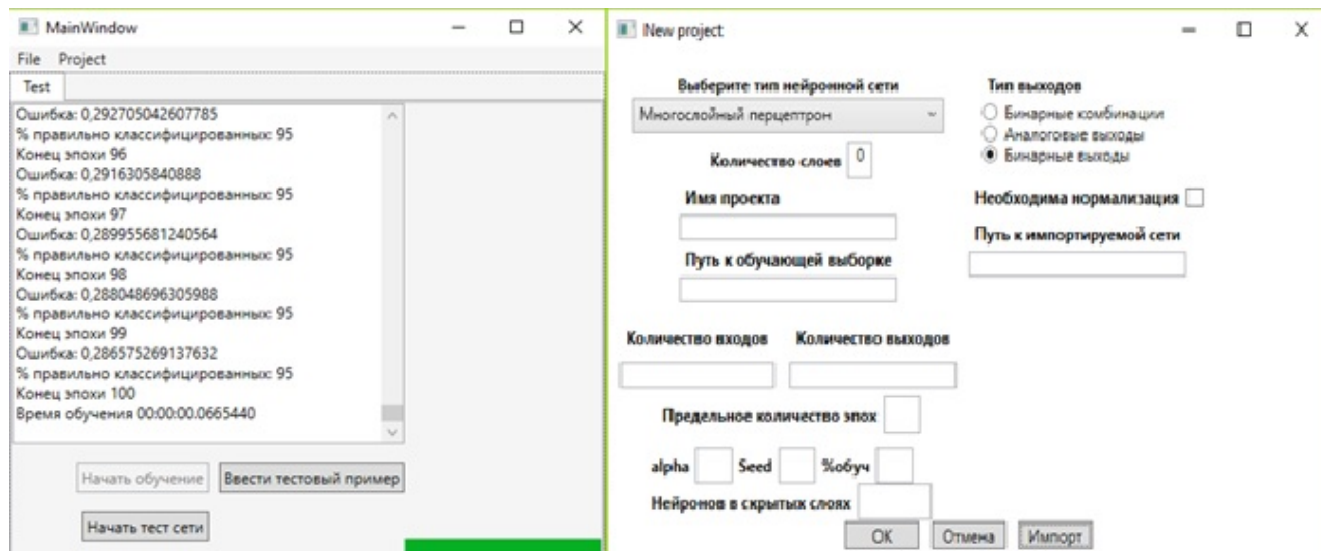 MainWindow
File Project
Test
Ошибка: 0,292705042607785
% правильно классифицированных: 95
Конец эпохи 96
Ошибка: 0,2916305840888
% правильно классифицированных: 95
Конец эпохи 97
Ошибка: 0,289955681240564
% правильно классифицированных: 95
Конец эпохи 98
Ошибка: 0,288048696305988
% правильно классифицированных: 95
Конец эпохи 99
Ошибка: 0,286575269137632
% правильно классифицированных: 95
Конец эпохи 100
Время обучения 00:00:00.0665440
Начать обучение Ввести тестовый пример
Начать тест сети
New project
Выберите тип нейронной сети
Многослойный перцептрон
Количество слоев 0
Имя проекта
Путь к обучающей выборке
Тип выходов
Бинарные комбинации
Аналоговые выходы
Бинарные выходы
Необходима нормализация
Путь к импортируемой сети
Количество входов Количество выходов
Предельное количество эпох
alpha Seed %обуч
Нейронов в скрытых слоях
OK Отмена Импорт